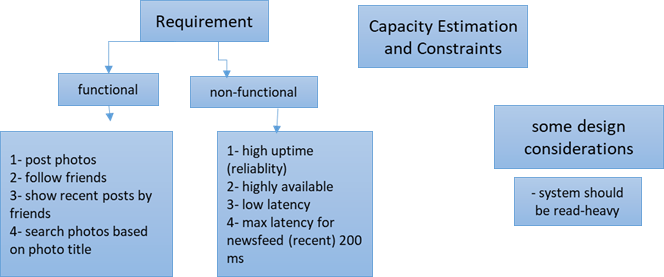 Requirement
Capacity Estimation
and Constraints
functional
non-functional
1- post photos
2- follow friends
3- show recent posts by
friends
4- search photos based
on photo title
1- high uptime
(reliablity)
2- highly available
3- low latency
4- max latency for
newsfeed (recent) 200
ms
some design
considerations
- system should
be read-heavy